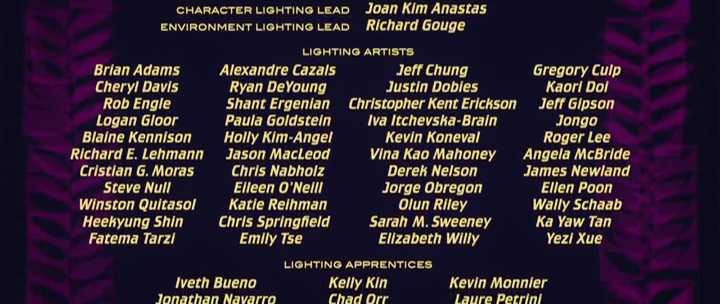 CHARACTER LIGHTING LEAD Joan Kim Anastas
ENVIRONMENT LIGHTING LEAD Richard Gouge
LIGHTING ARTISTS
Brian Adams Alexandre Cazals Jeff Chung Gregory Culp
Cheryl Davis Ryan DeYoung Justin Dobies Kaori Doi
Rob Engle Shant Ergenian Christopher Kent Erickson Jeff Gipson
Logan Gloor Paula Goldstein Iva Itchevska-Brain Jongo
Blaine Kennison Holly Kim-Angel Kevin Koneval Roger Lee
Richard E. Lehmann Jason MacLeod Vina Kao Mahoney Angela McBride
Cristian G. Moras Chris Nabholz Derek Nelson James Newland
Steve Null Eileen O'Neill Jorge Obregon Ellen Poon
Winston Quitasol Katie Reihman Olun Riley Wally Schaab
Heekyung Shin Chris Springfield Sarah M. Sweeney Ka Yaw Tan
Fatema Tarzi Emily Tse Elizabeth Willy Yezi Xue
LIGHTING APPRENTICES
Iveth Bueno Kelly Kin Kevin Monnier
Jonathan Navarro Chad Orr Laure Petrini